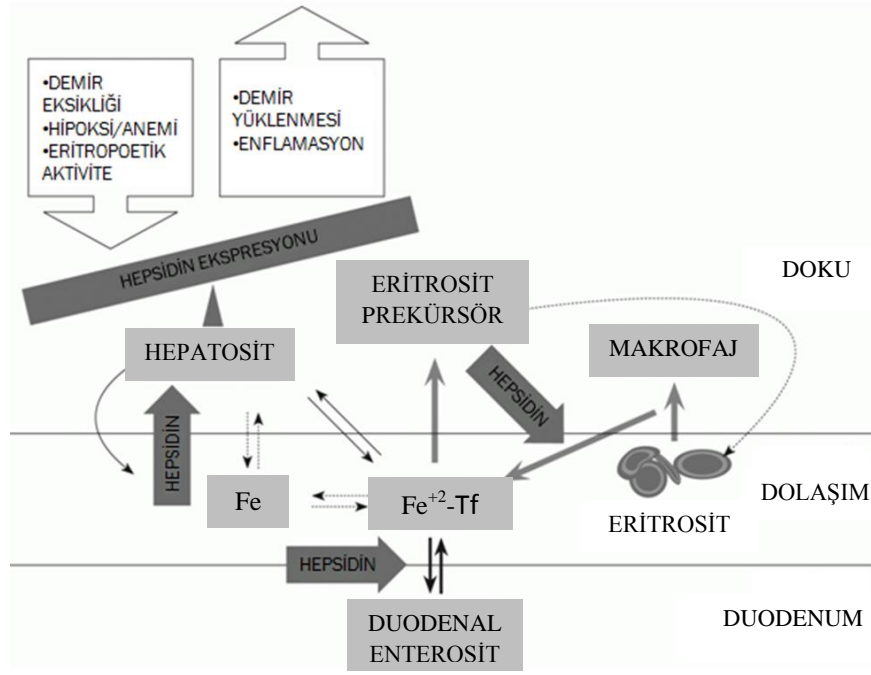 •DEMİR
EKSİKLİĞİ
•HİPOKSİ/ANEMİ
•ERİTROPOETİK
AKTİVİTE
•DEMİR
YÜKLENMESİ
•ENFLAMASYON
HEPSİDİN EKSPRESYONU
DOKU
ERİTROSİT
PREKÜRSÖR
HEPATOSİT
MAKROFAJ
HEPSİDİN
HEPSİDİN
Fe
Fe+2-Tf
ERİTROSİT
DOLAŞIM
HEPSİDİN
DUODENAL
ENTEROSİT
DUODENUM